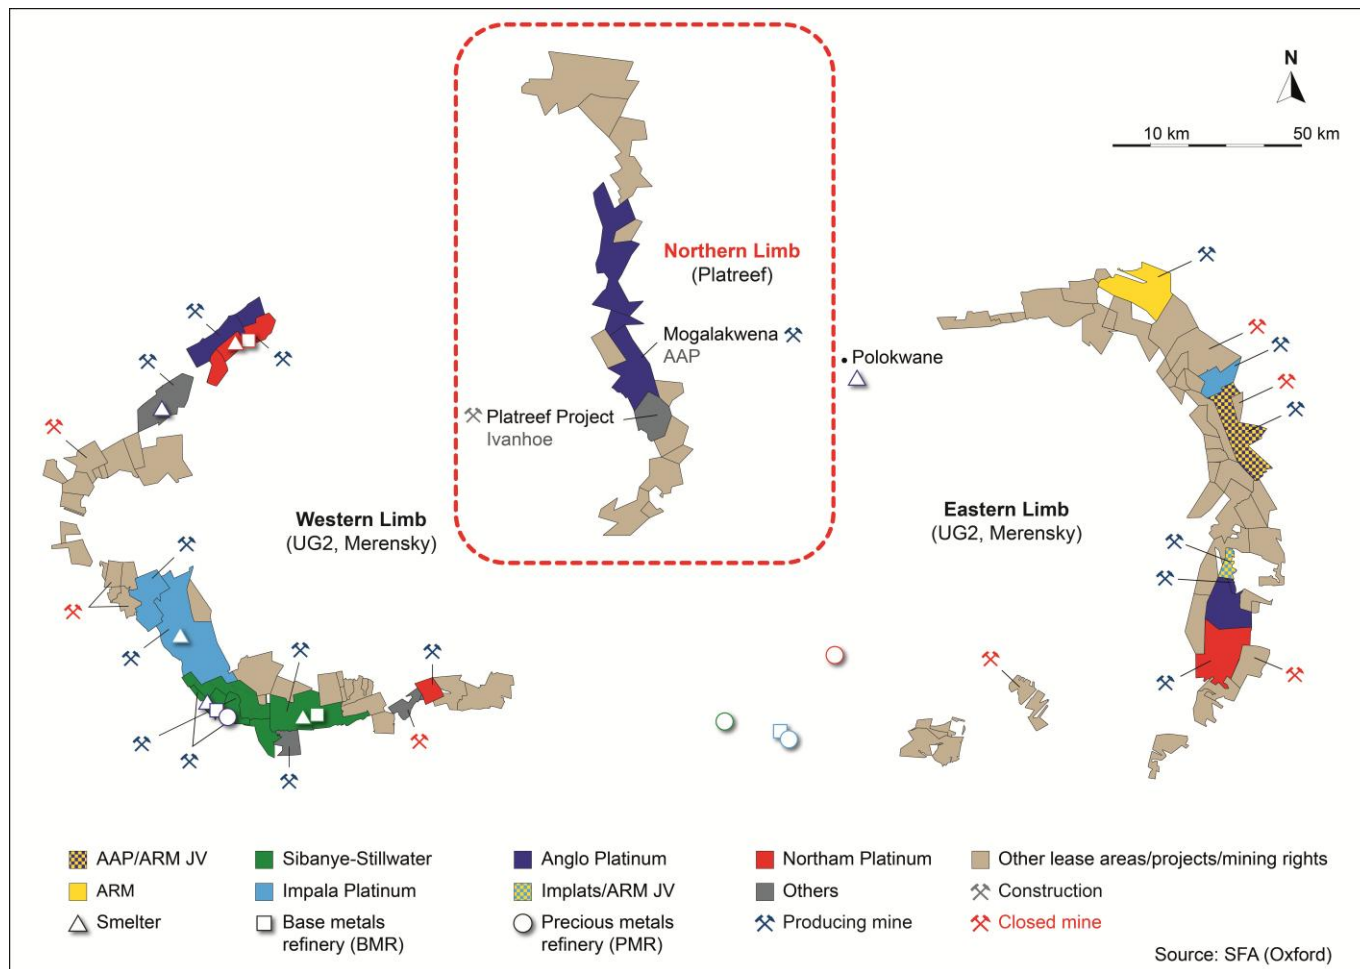 N
10 km 50 km
Northern Limb
(Platreef)
Mogalakwena
AAP
Polokwane
Platreef Project
Ivanhoe
Western Limb
(UG2, Merensky)
Eastern Limb
(UG2, Merensky)
AAP/ARM JV
Sibanye-Stillwater
Anglo Platinum
Northam Platinum
Other lease areas/projects/mining rights
ARM
Impala Platinum
Implats/ARM JV
Others
Construction
Smelter
Base metals
refinery (BMR)
Precious metals
refinery (PMR)
Producing mine
Closed mine
Source: SFA (Oxford)